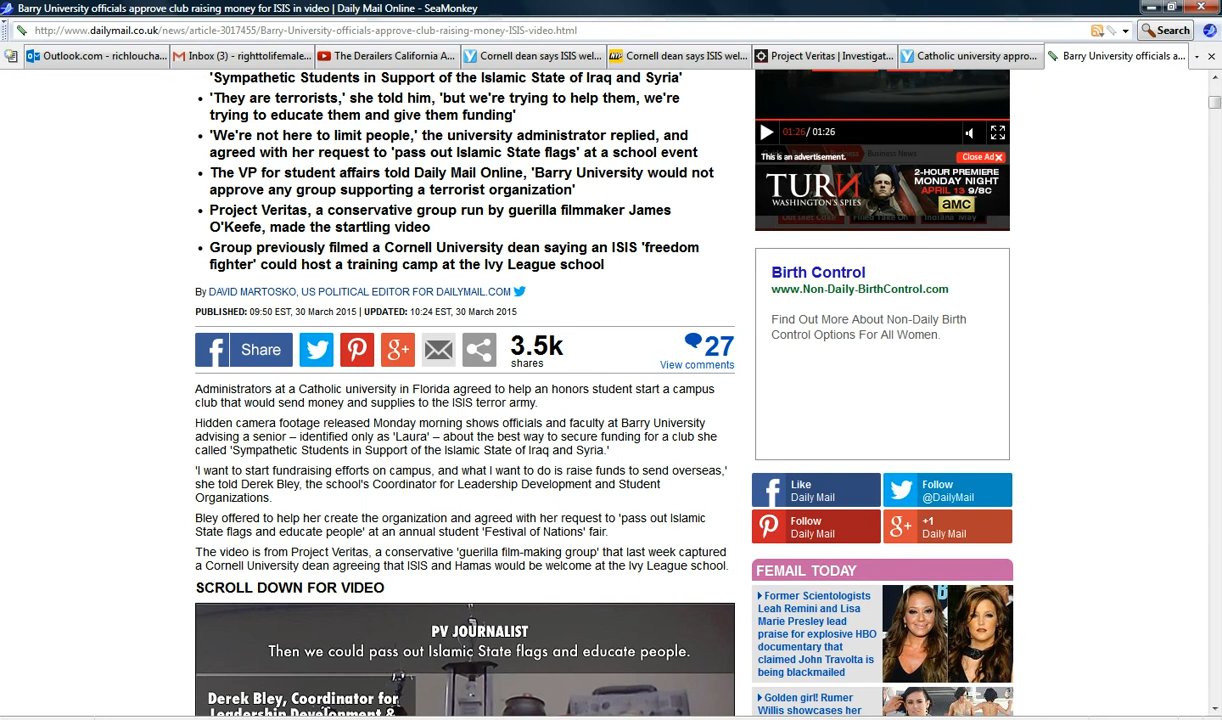 Barry University officials approve club raising money for ISIS in video | Daily Mail Online - SeaMonkey
http://www.dailymail.co.uk/news/article-3017455/Barry-University-officials-approve-club-raising-money-ISIS-video.html
Search
Outlook.com - richloucha...
Inbox (3) - righttolifemale...
The Derailers California A...
Cornell dean says ISIS wel...
Cornell dean says ISIS wel...
Project Veritas | Investigat...
Catholic university appro...
Barry University officials a...
'Sympathetic Students in Support of the Islamic State of Iraq and Syria'
• 'They are terrorists,' she told him, 'but we're trying to help them, we're
trying to educate them and give them funding'
• 'We're not here to limit people,' the university administrator replied, and
agreed with her request to 'pass out Islamic State flags' at a school event
• The VP for student affairs told Daily Mail Online, 'Barry University would not
approve any group supporting a terrorist organization'
• Project Veritas, a conservative group run by guerilla filmmaker James
O'Keefe, made the startling video
• Group previously filmed a Cornell University dean saying an ISIS 'freedom
fighter' could host a training camp at the Ivy League school
By DAVID MARTOSKO, US POLITICAL EDITOR FOR DAILYMAIL.COM
PUBLISHED: 09:50 EST, 30 March 2015 | UPDATED: 10:24 EST, 30 March 2015
Share
3.5k
shares
27
View comments
Administrators at a Catholic university in Florida agreed to help an honors student start a campus
club that would send money and supplies to the ISIS terror army.
Hidden camera footage released Monday morning shows officials and faculty at Barry University
advising a senior – identified only as 'Laura' – about the best way to secure funding for a club she
called 'Sympathetic Students in Support of the Islamic State of Iraq and Syria.'
'I want to start fundraising efforts on campus, and what I want to do is raise funds to send overseas,'
she told Derek Bley, the school's Coordinator for Leadership Development and Student
Organizations.
Bley offered to help her create the organization and agreed with her request to 'pass out Islamic
State flags and educate people' at an annual student 'Festival of Nations' fair.
The video is from Project Veritas, a conservative 'guerilla film-making group' that last week captured
a Cornell University dean agreeing that ISIS and Hamas would be welcome at the Ivy League school.
SCROLL DOWN FOR VIDEO
PV JOURNALIST
Then we could pass out Islamic State flags and educate people.
Derek Bley, Coordinator for
Leadership Development &
01:26 / 01:26
This is an advertisement.
Close Ad X
Business News
TURN
WASHINGTON'S SPIES
2-HOUR PREMIERE
MONDAY NIGHT
APRIL 13 9/8C
amc
Birth Control
www.Non-Daily-BirthControl.com
Find Out More About Non-Daily Birth
Control Options For All Women.
Like
Daily Mail
Follow
@DailyMail
Follow
Daily Mail
+1
Daily Mail
FEMAIL TODAY
Former Scientologists
Leah Remini and Lisa
Marie Presley lead
praise for explosive HBO
documentary that
claimed John Travolta is
being blackmailed
Golden girl! Rumer
Willis showcases her